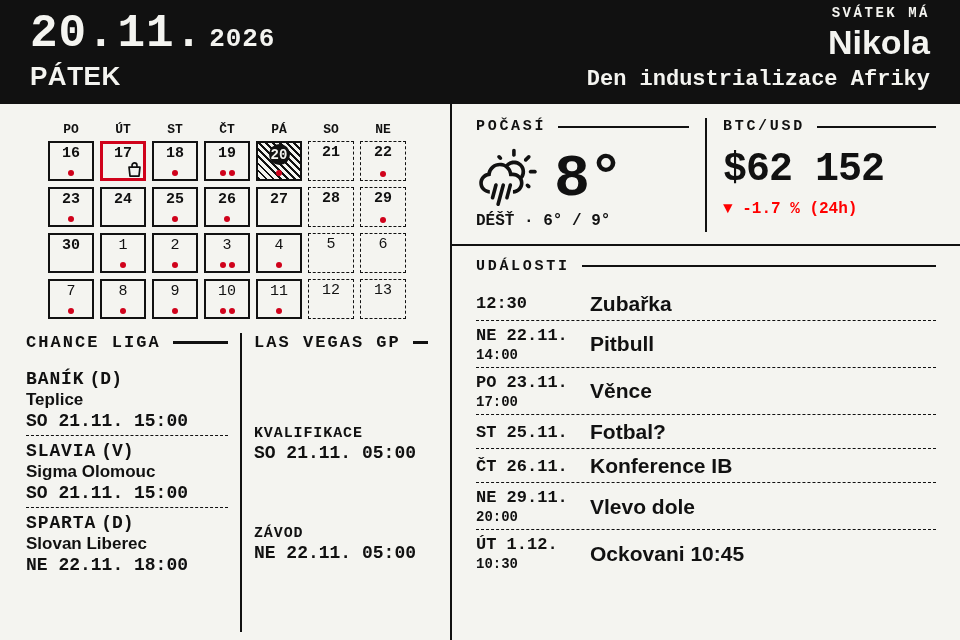 20.11. 2026
PÁTEK
SVÁTEK MÁ
Nikola
Den industrializace Afriky
PO ÚT ST ČT PÁ SO NE
16 17 18 19 20 21 22
23 24 25 26 27 28 29
30 1 2 3 4 5 6
7 8 9 10 11 12 13
CHANCE LIGA
BANÍK (D)
Teplice
SO 21.11. 15:00
SLAVIA (V)
Sigma Olomouc
SO 21.11. 15:00
SPARTA (D)
Slovan Liberec
NE 22.11. 18:00
LAS VEGAS GP
KVALIFIKACE
SO 21.11. 05:00
ZÁVOD
NE 22.11. 05:00
POČASÍ
8°
DÉŠŤ · 6° / 9°
BTC/USD
$62 152
▼ -1.7 % (24h)
UDÁLOSTI
12:30 Zubařka
NE 22.11. 14:00 Pitbull
PO 23.11. 17:00 Věnce
ST 25.11. Fotbal?
ČT 26.11. Konference IB
NE 29.11. 20:00 Vlevo dole
ÚT 1.12. 10:30 Ockovani 10:45